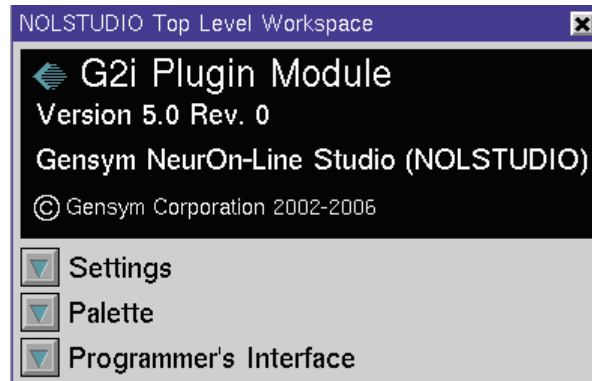 NOLSTUDIO Top Level Workspace
G2i Plugin Module
Version 5.0 Rev. 0
Gensym NeurOn-Line Studio (NOLSTUDIO)
© Gensym Corporation 2002-2006
Settings
Palette
Programmer's Interface